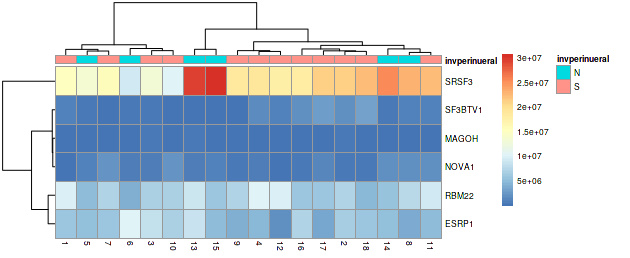 invperinueral
SRSF3
SF3BTV1
MAGOH
NOVA1
RBM22
ESRP1
1 5 7 6 3 10 13 15 9 4 12 16 17 2 18 14 8 11
3e+07
2.5e+07
2e+07
1.5e+07
1e+07
5e+06
invperinueral
N
S